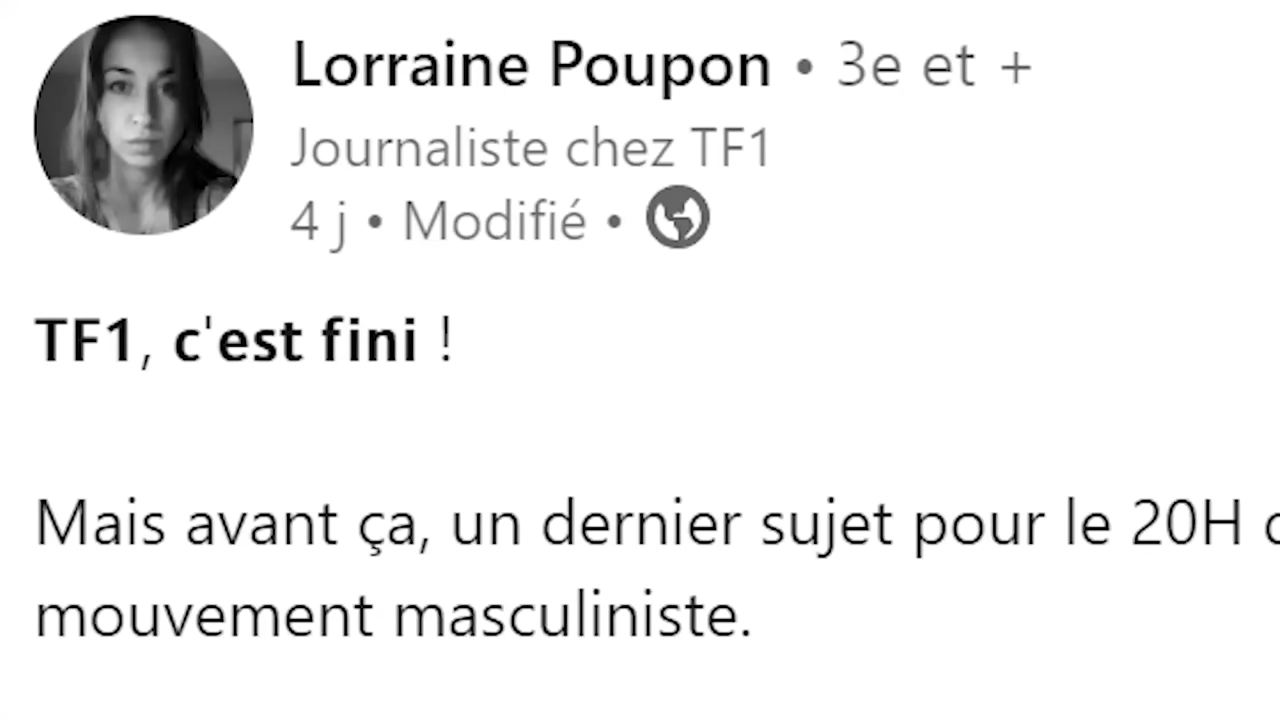 Lorraine Poupon • 3e et +
Journaliste chez TF1
4 j • Modifié •
TF1, c'est fini !
Mais avant ça, un dernier sujet pour le 20H
mouvement masculiniste.